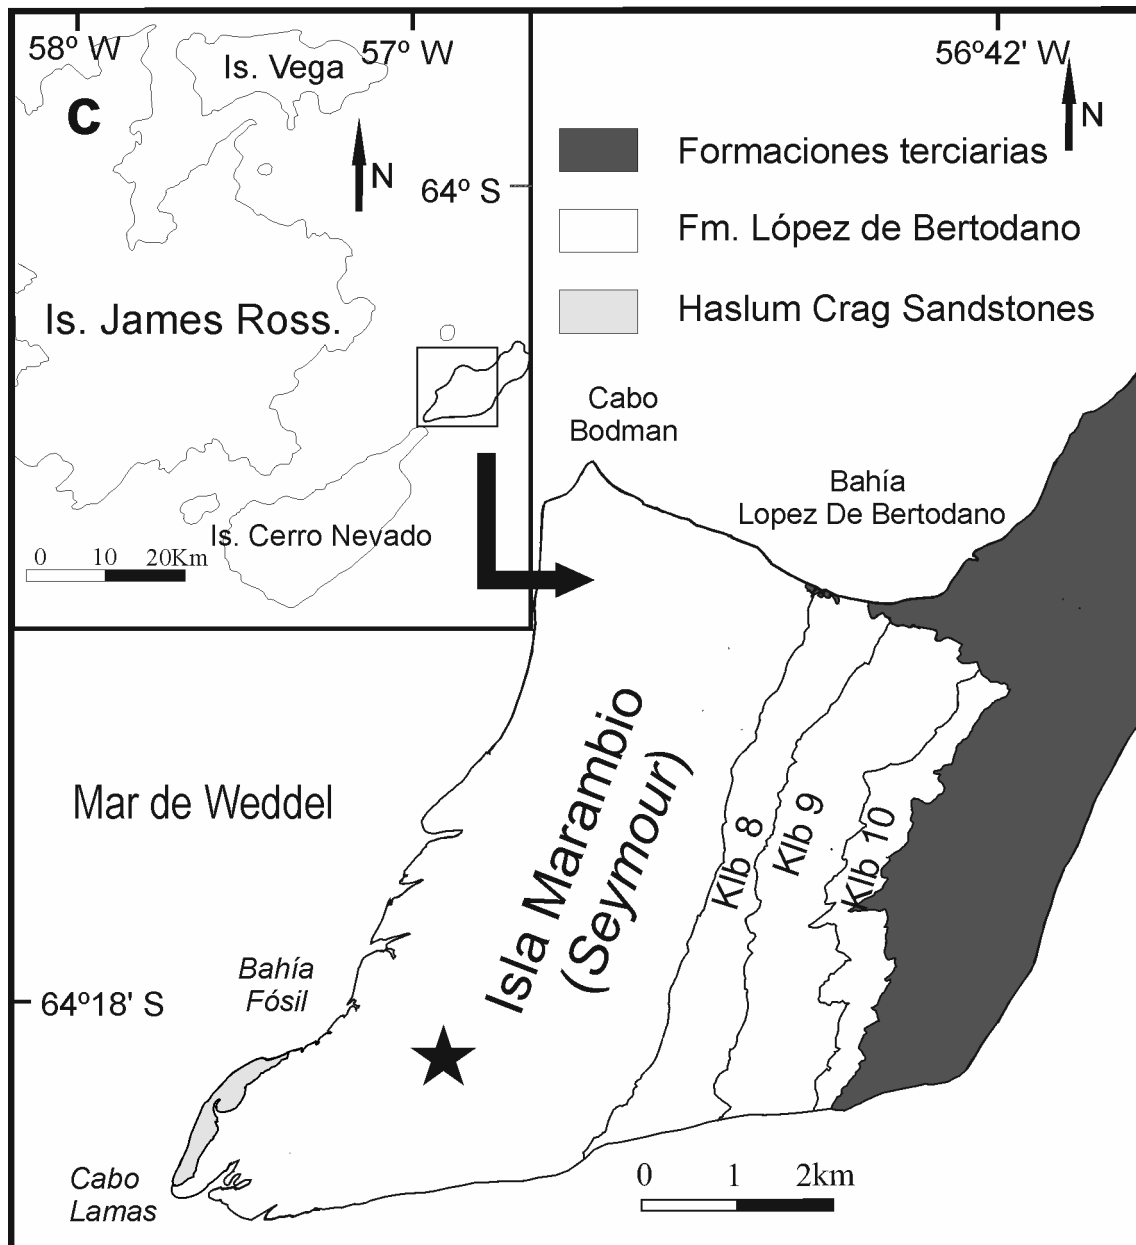 58º W
57º W
56º42' W
Is. Vega
C
N
N
64º S
Formaciones terciarias
Fm. López de Bertodano
Haslum Crag Sandstones
Is. James Ross.
Cabo
Bodman
Bahía
Lopez De Bertodano
Is. Cerro Nevado
0 10 20Km
Isla Marambio
(Seymour)
Mar de Weddel
Klb 8
Klb 9
Klb 10
Bahía
Fósil
64º18' S
Cabo
Lamas
0 1 2km